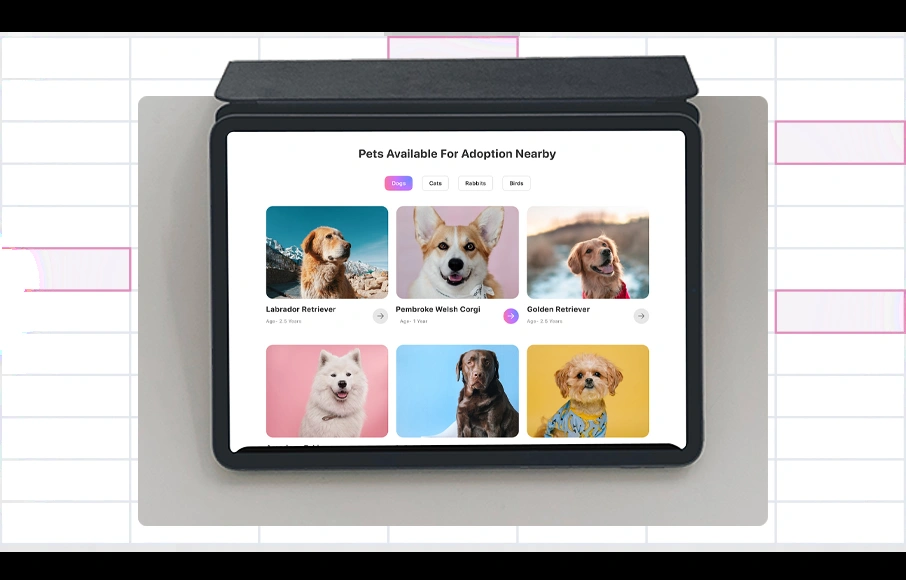 Pets Available For Adoption Nearby
Dogs Cats Rabbits Birds
Labrador Retriever Pembroke Welsh Corgi Golden Retriever
Age- 2.5 Years Age- 1 Year Age- 2.5 Years